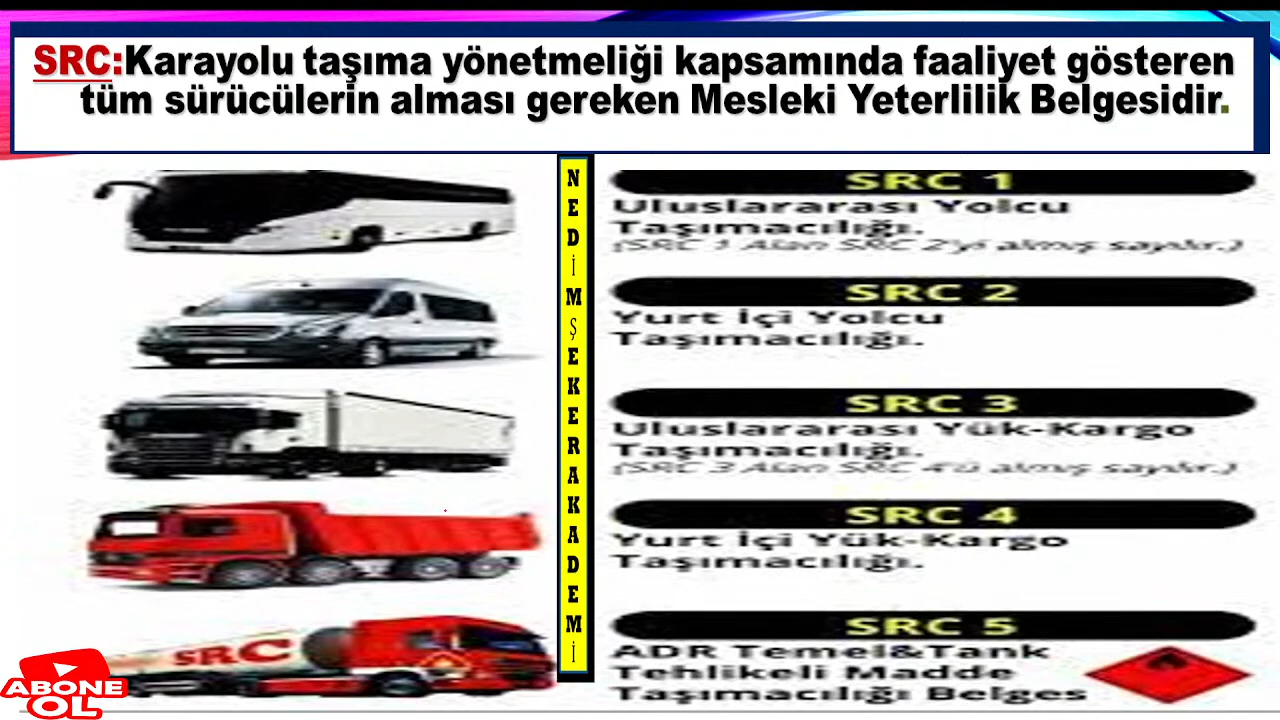 SRC:Karayolu taşıma yönetmeliği kapsamında faaliyet gösteren
tüm sürücülerin alması gereken Mesleki Yeterlilik Belgesidir.
NEDİMŞEKERAKADEMİ
SRC 1
Uluslararası Yolcu
Taşımacılığı.
(SRC 1 Alan SRC 2'yi almış sayılır.)
SRC 2
Yurt İçi Yolcu
Taşımacılığı.
SRC 3
Uluslararası Yük-Kargo
Taşımacılığı.
(SRC 3 Alan SRC 4'ü almış sayılır.)
SRC 4
Yurt İçi Yük-Kargo
Taşımacılığı.
SRC 5
ADR Temel&Tank
Tehlikeli Madde
Taşımacılığı Belges
SRC
ABONE
OL